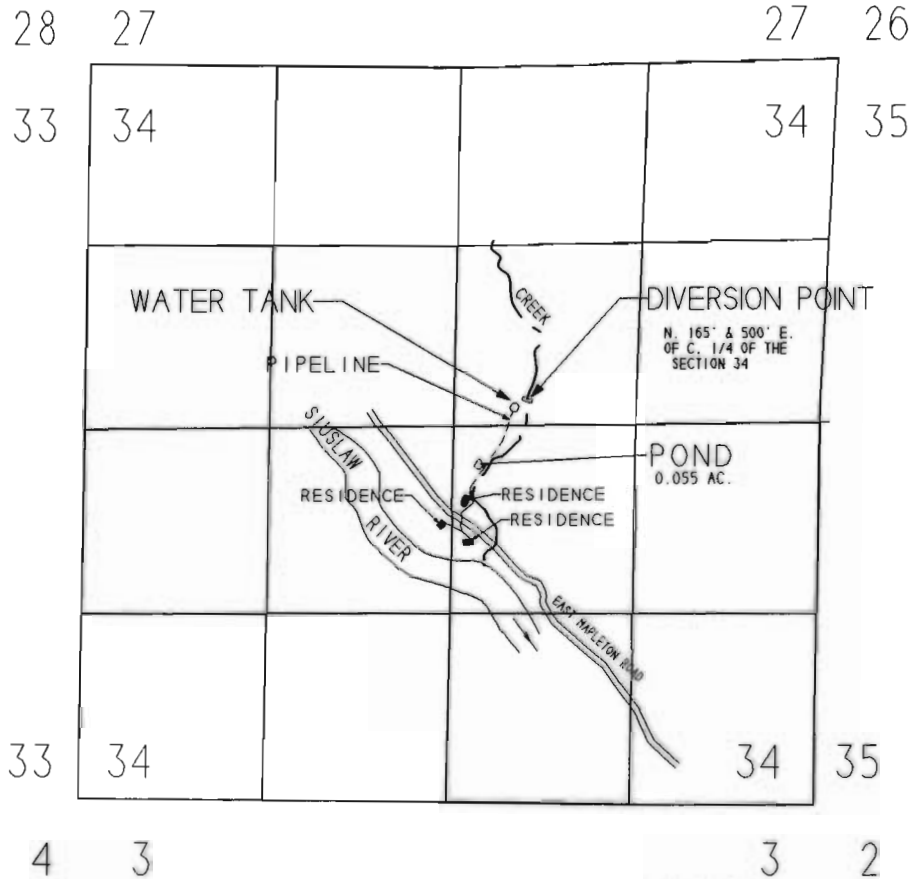 28 27
27 26
33 34
34 35
WATER TANK
CREEK
DIVERSION POINT
N. 165' & 500' E.
OF C. 1/4 OF THE
SECTION 34
PIPELINE
SIUSLAW
RIVER
POND
0.055 AC.
RESIDENCE
RESIDENCE
RESIDENCE
EAST MAPLETON ROAD
33 34
34 35
4 3
3 2